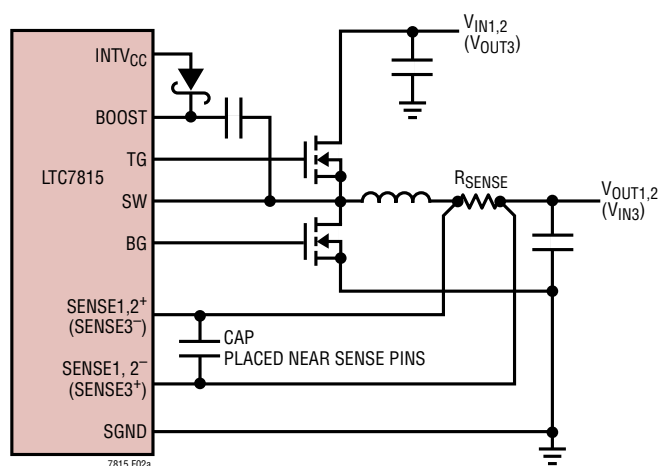 V_IN1,2
(V_OUT3)
INTV_CC
BOOST
TG
LTC7815
SW
R_SENSE
V_OUT1,2
(V_IN3)
BG
SENSE1,2⁺
(SENSE3⁻)
CAP
PLACED NEAR SENSE PINS
SENSE1, 2⁻
(SENSE3⁺)
SGND
7815 F02a